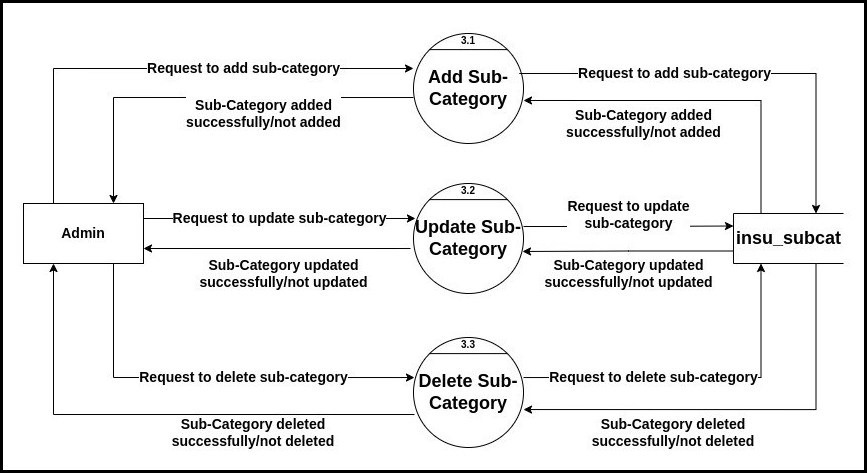 3.1
Add Sub-
Category
Request to add sub-category
Request to add sub-category
Sub-Category added
successfully/not added
Sub-Category added
successfully/not added
Admin
3.2
Update Sub-
Category
Request to update sub-category
Request to update
sub-category
insu_subcat
Sub-Category updated
successfully/not updated
Sub-Category updated
successfully/not updated
3.3
Delete Sub-
Category
Request to delete sub-category
Request to delete sub-category
Sub-Category deleted
successfully/not deleted
Sub-Category deleted
successfully/not deleted